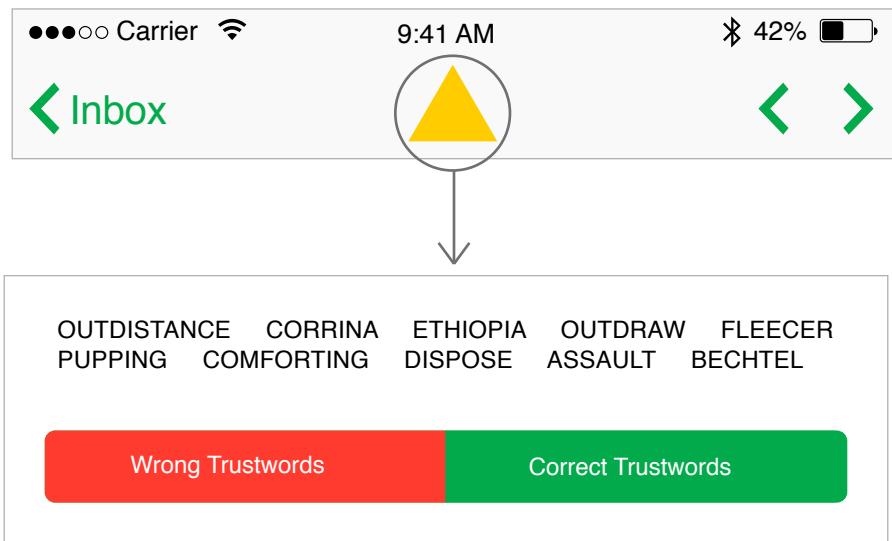 Carrier 9:41 AM 42%
Inbox
OUTDISTANCE CORRINA ETHIOPIA OUTDRAW FLEECER
PUPPING COMFORTING DISPOSE ASSAULT BECHTEL
Wrong Trustwords Correct Trustwords